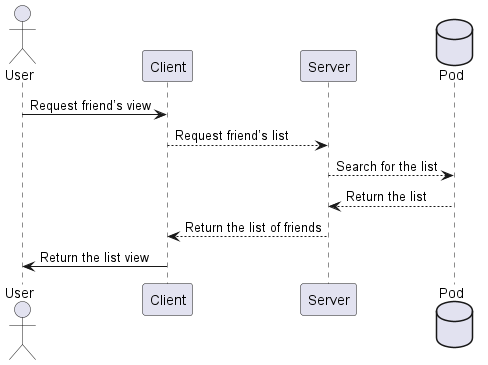 User
Client
Server
Pod
Request friend's view
Request friend's list
Search for the list
Return the list
Return the list of friends
Return the list view
User
Client
Server
Pod